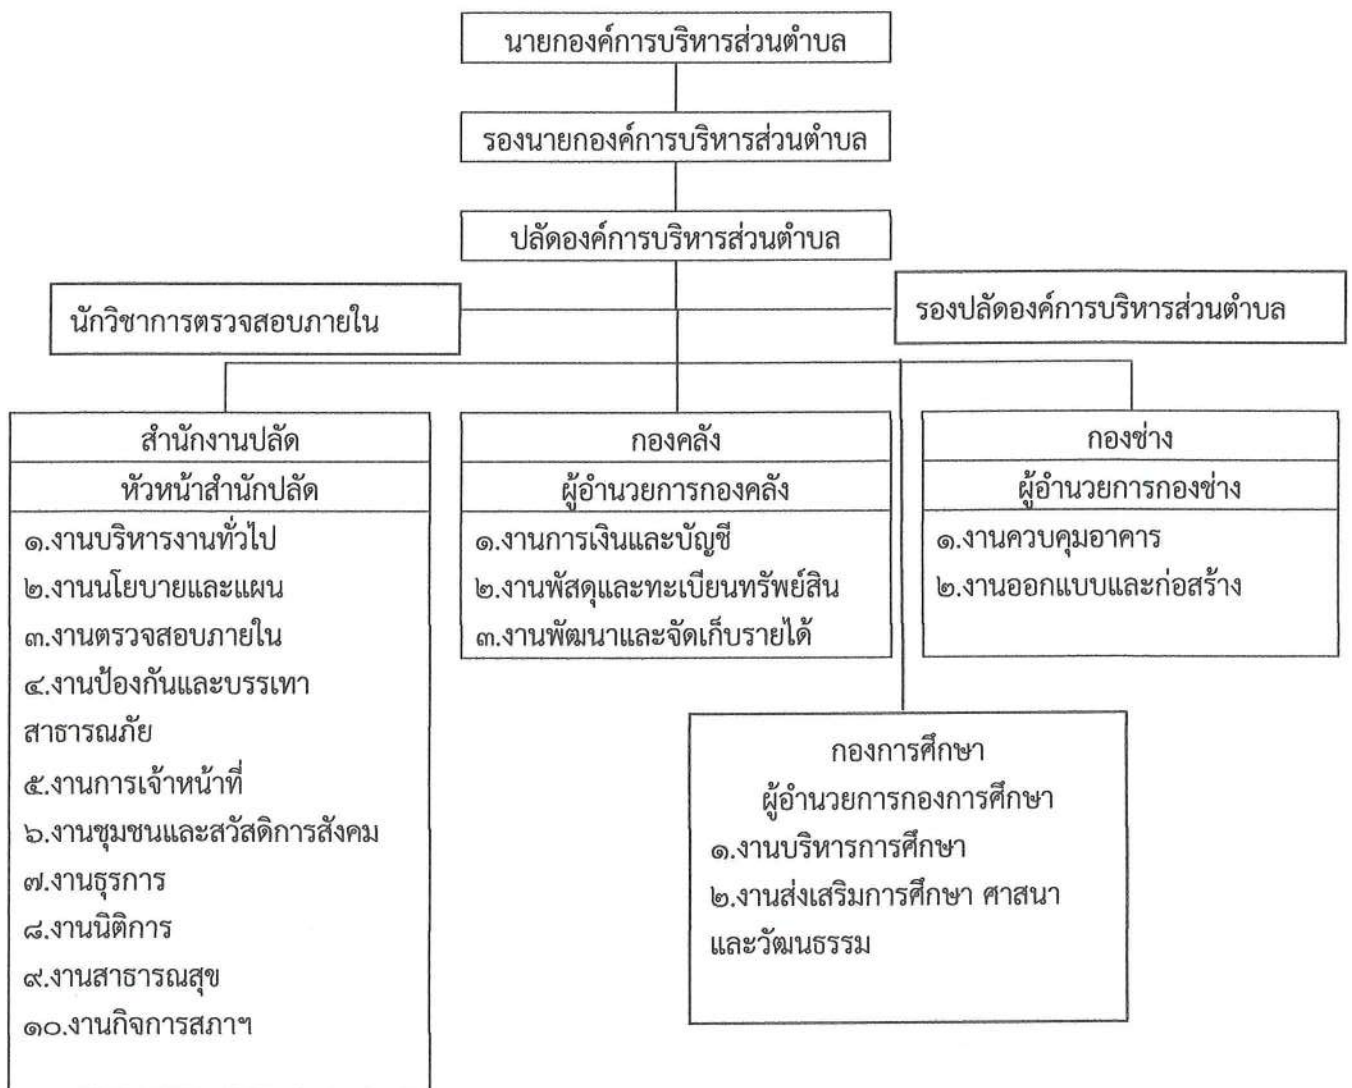 นายกองค์การบริหารส่วนตำบล
รองนายกองค์การบริหารส่วนตำบล
ปลัดองค์การบริหารส่วนตำบล
นักวิชาการตรวจสอบภายใน
รองปลัดองค์การบริหารส่วนตำบล
สำนักงานปลัด
หัวหน้าสำนักปลัด
๑.งานบริหารงานทั่วไป
๒.งานนโยบายและแผน
๓.งานตรวจสอบภายใน
๔.งานป้องกันและบรรเทา
สาธารณภัย
๕.งานการเจ้าหน้าที่
๖.งานชุมชนและสวัสดิการสังคม
๗.งานธุรการ
๘.งานนิติการ
๙.งานสาธารณสุข
๑๐.งานกิจการสภาฯ
กองคลัง
ผู้อำนวยการกองคลัง
๑.งานการเงินและบัญชี
๒.งานพัสดุและทะเบียนทรัพย์สิน
๓.งานพัฒนาและจัดเก็บรายได้
กองช่าง
ผู้อำนวยการกองช่าง
๑.งานควบคุมอาคาร
๒.งานออกแบบและก่อสร้าง
กองการศึกษา
ผู้อำนวยการกองการศึกษา
๑.งานบริหารการศึกษา
๒.งานส่งเสริมการศึกษา ศาสนา
และวัฒนธรรม